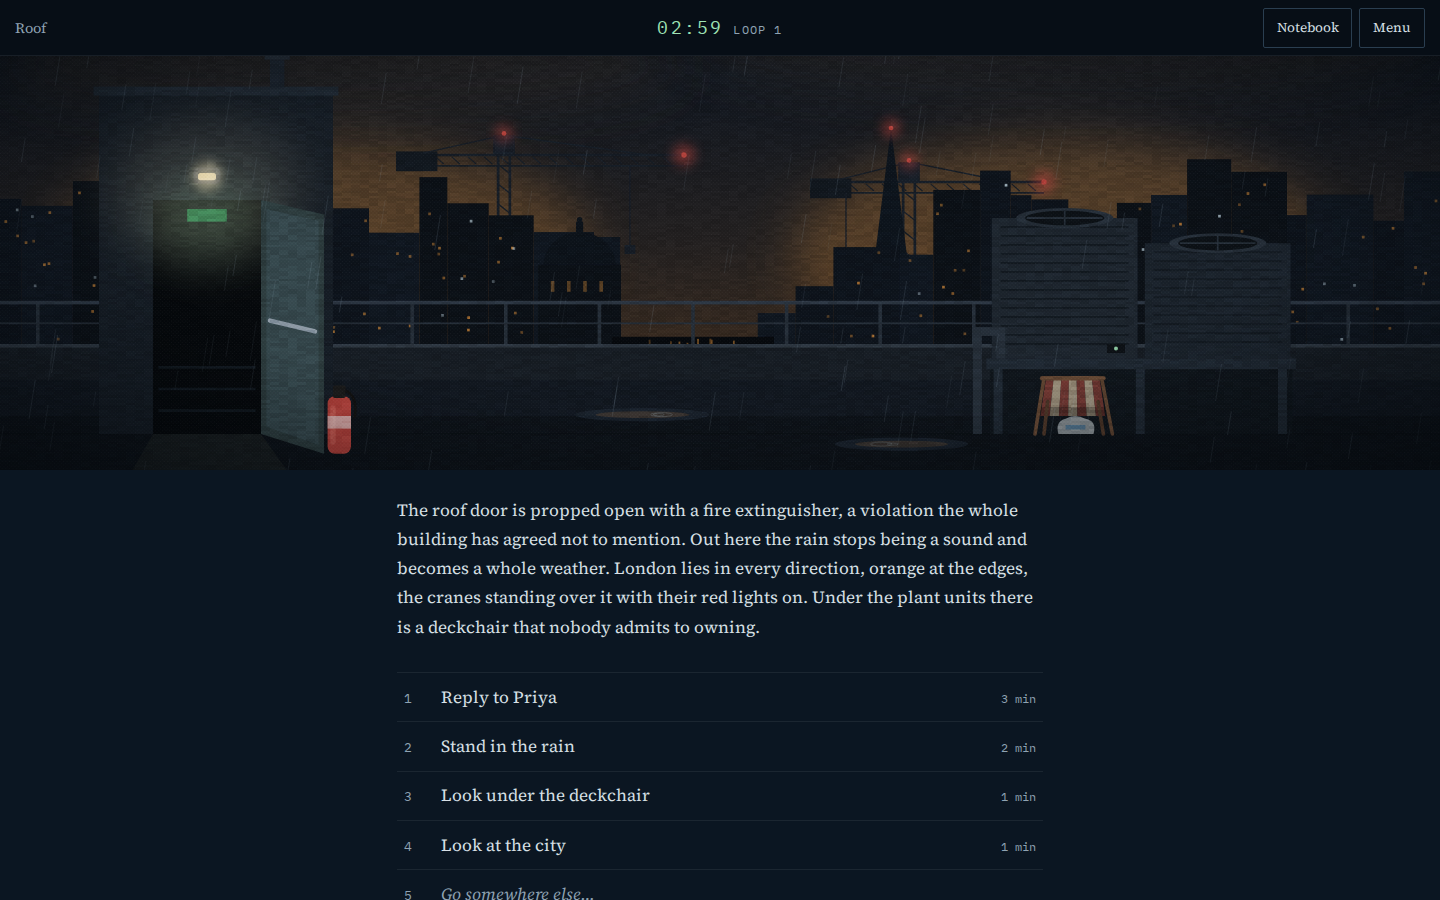 Roof
02:59 LOOP 1
Notebook
Menu
The roof door is propped open with a fire extinguisher, a violation the whole
building has agreed not to mention. Out here the rain stops being a sound and
becomes a whole weather. London lies in every direction, orange at the edges,
the cranes standing over it with their red lights on. Under the plant units there
is a deckchair that nobody admits to owning.
1 Reply to Priya 3 min
2 Stand in the rain 2 min
3 Look under the deckchair 1 min
4 Look at the city 1 min
5 Go somewhere else...